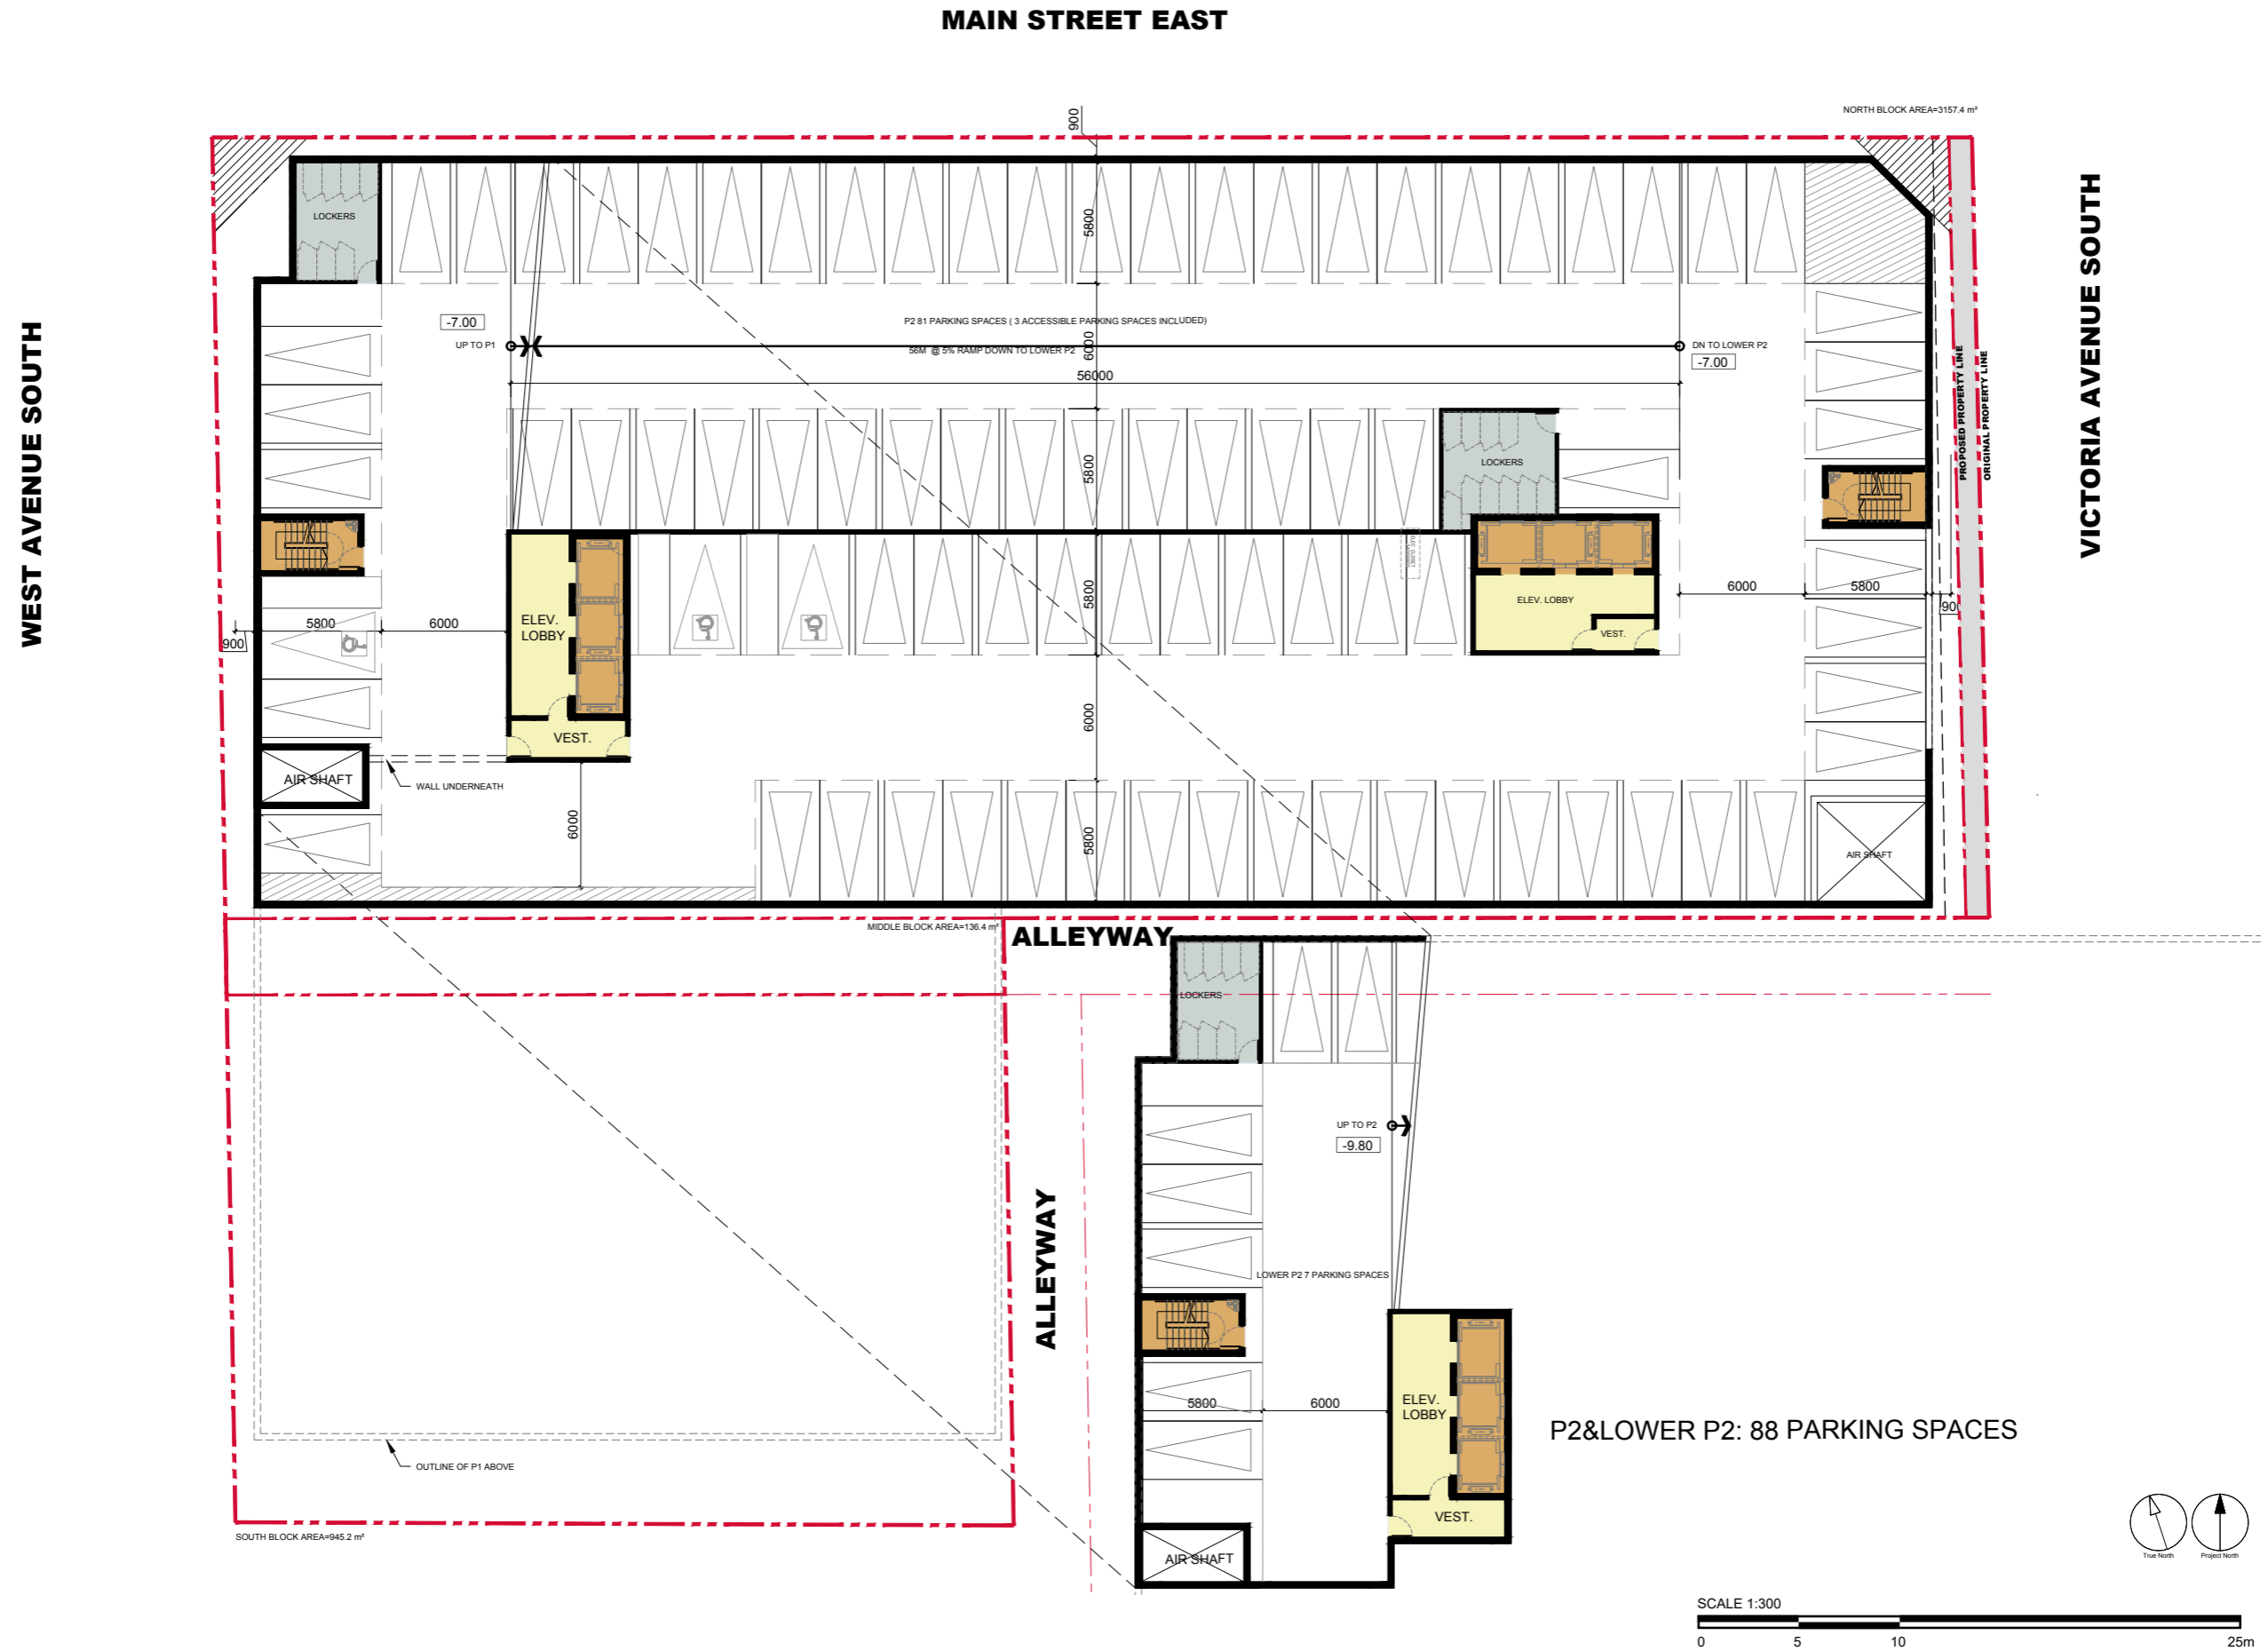 MAIN STREET EAST
NORTH BLOCK AREA=3157.4 m²
900
WEST AVENUE SOUTH
VICTORIA AVENUE SOUTH
LOCKERS
5800
-7.00
P2 81 PARKING SPACES ( 3 ACCESSIBLE PARKING SPACES INCLUDED)
UP TO P1
56M @ 5% RAMP DOWN TO LOWER P2
6000
DN TO LOWER P2
-7.00
56000
PROPOSED PROPERTY LINE
ORIGINAL PROPERTY LINE
LOCKERS
5800
5800
6000
5800
900
ELEV. LOBBY
VEST.
ELEV.
LOBBY
5800
6000
900
VEST.
6000
AIR SHAFT
WALL UNDERNEATH
6000
5800
AIR SHAFT
MIDDLE BLOCK AREA=136.4 m²
ALLEYWAY
LOCKERS
UP TO P2
-9.80
ALLEYWAY
LOWER P2 7 PARKING SPACES
5800
6000
ELEV.
LOBBY
P2&LOWER P2: 88 PARKING SPACES
OUTLINE OF P1 ABOVE
VEST.
SOUTH BLOCK AREA=945.2 m²
AIR SHAFT
True North
Project North
SCALE 1:300
0 5 10 25m